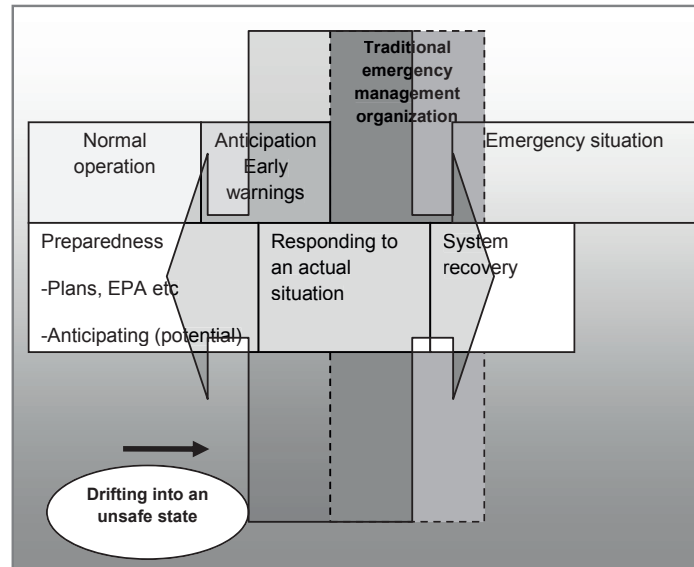 Traditional
emergency
management
organization
Normal
operation
Anticipation
Early
warnings
Emergency situation
Preparedness
-Plans, EPA etc
-Anticipating (potential)
Responding to
an actual
situation
System
recovery
Drifting into an
unsafe state